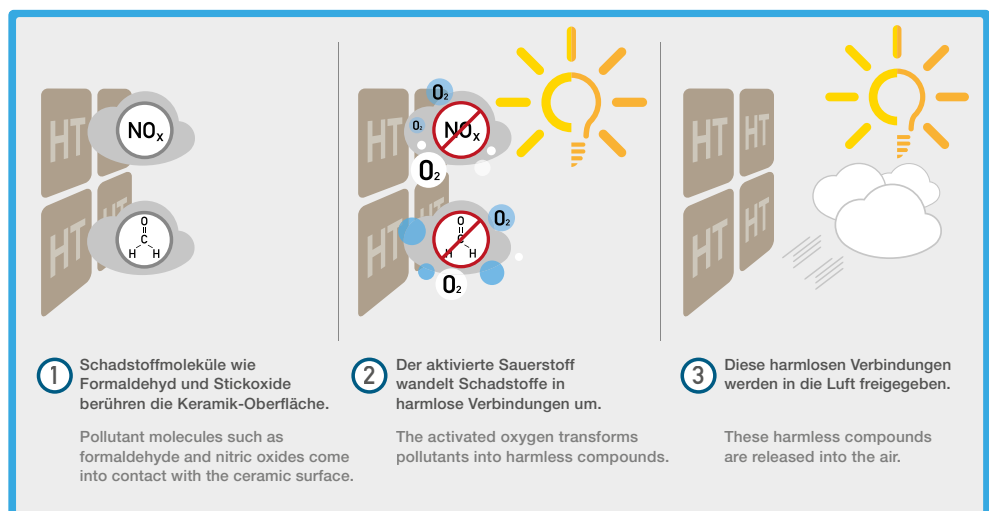 HT
HT
NOx
HT
HT
O
C
H H
HT
HT
O₂
O₂
NOx
O₂
HT
HT
O₂
O
C
H H
O₂
HT
HT
HT
HT
1
Schadstoffmoleküle wie
Formaldehyd und Stickoxide
berühren die Keramik-Oberfläche.
Pollutant molecules such as
formaldehyde and nitric oxides come
into contact with the ceramic surface.
2
Der aktivierte Sauerstoff
wandelt Schadstoffe in
harmlose Verbindungen um.
The activated oxygen transforms
pollutants into harmless compounds.
3
Diese harmlosen Verbindungen
werden in die Luft freigegeben.
These harmless compounds
are released into the air.